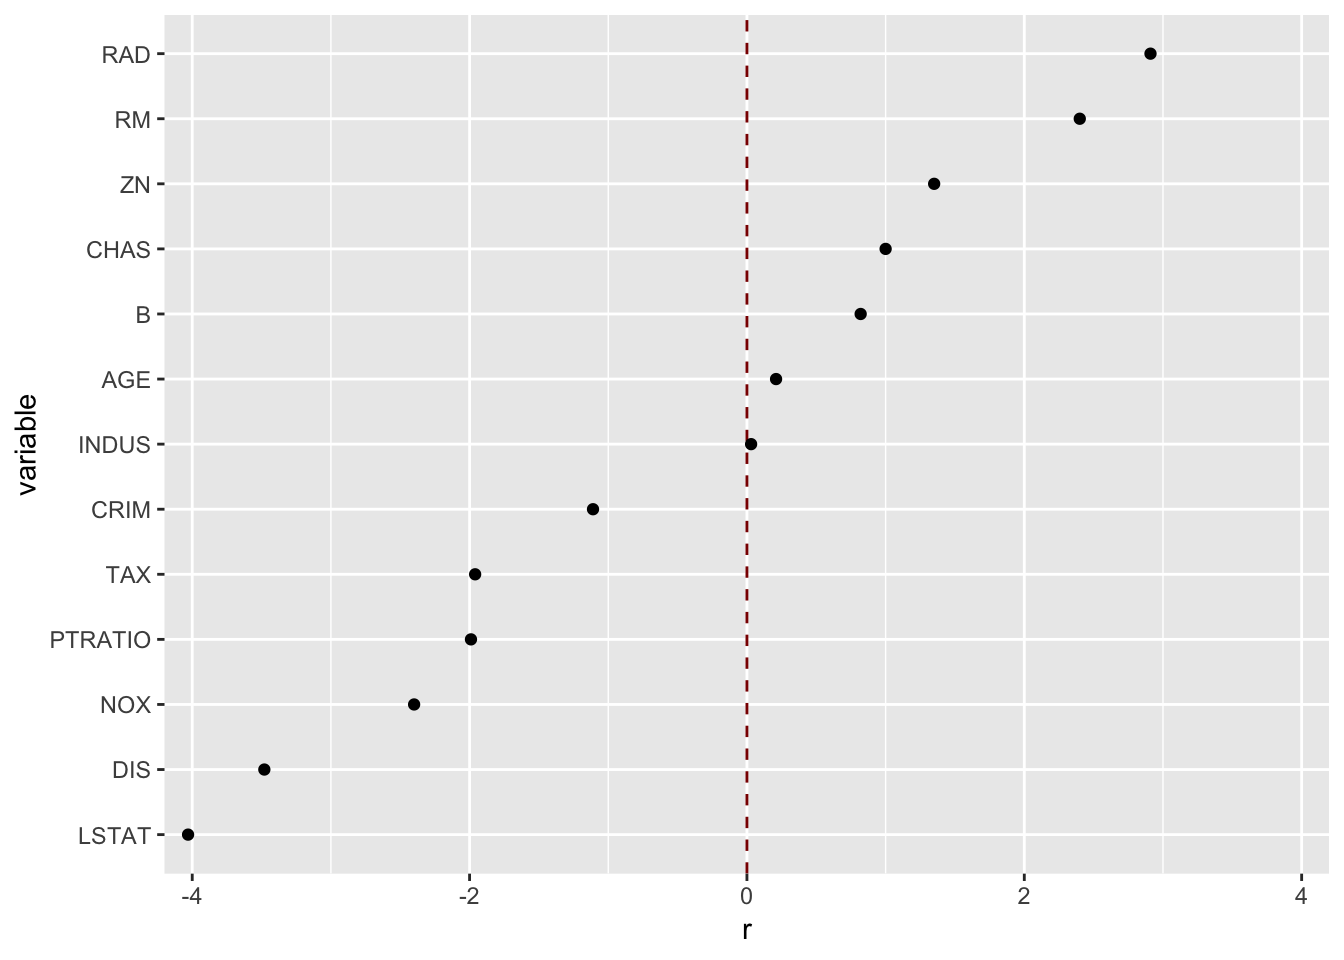 RAD
RM
ZN
CHAS
B
AGE
INDUS
CRIM
TAX
PTRATIO
NOX
DIS
LSTAT
variable
-4 -2 0 2 4
r